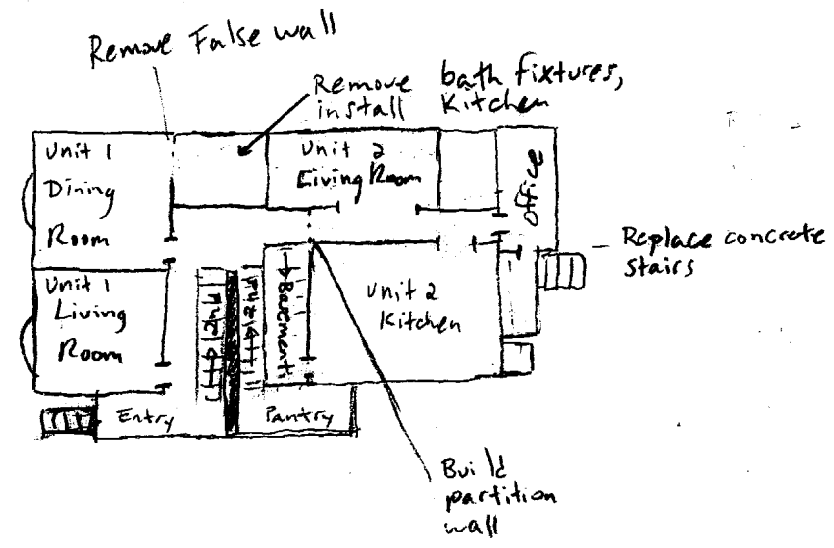 Remove False wall
Remove bath fixtures,
install Kitchen
Unit 1
Dining
Room
Unit 2
Living Room
office
Replace concrete
stairs
Unit 1
Living
Room
Basement
Unit 2
Kitchen
Entry
Pantry
Build
partition
wall